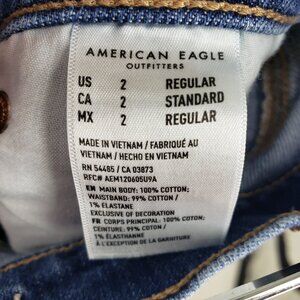 AMERICAN EAGLE
OUTFITTERS
US 2 REGULAR
CA 2 STANDARD
MX 2 REGULAR
MADE IN VIETNAM / FABRIQUÉ AU
VIETNAM / HECHO EN VIETNAM
RN 54485 / CA 03873
RFC# AEM120605U9A
EN MAIN BODY: 100% COTTON;
WAISTBAND: 99% COTTON /
1% ELASTANE
EXCLUSIVE OF DECORATION
FR CORPS PRINCIPAL: 100% COTON;
CEINTURE: 99% COTON /
1% ÉLASTHANNE
À L'EXCEPTION DE LA GARNITURE